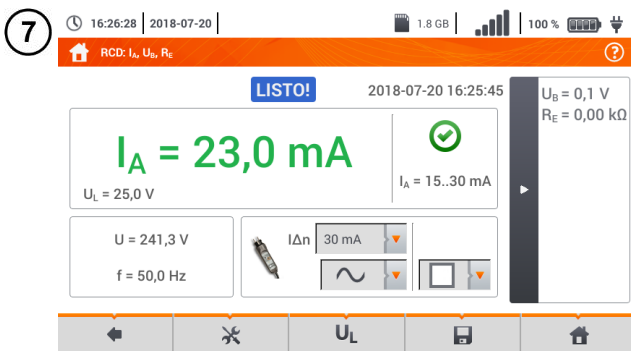 7
16:26:28 2018-07-20 1.8 GB 100 %
RCD: IA, UB, RE ?
LISTO! 2018-07-20 16:25:45
UB = 0,1 V
RE = 0,00 kΩ
IA = 23,0 mA
IA = 15..30 mA
UL = 25,0 V
U = 241,3 V
f = 50,0 Hz
IΔn 30 mA
UL